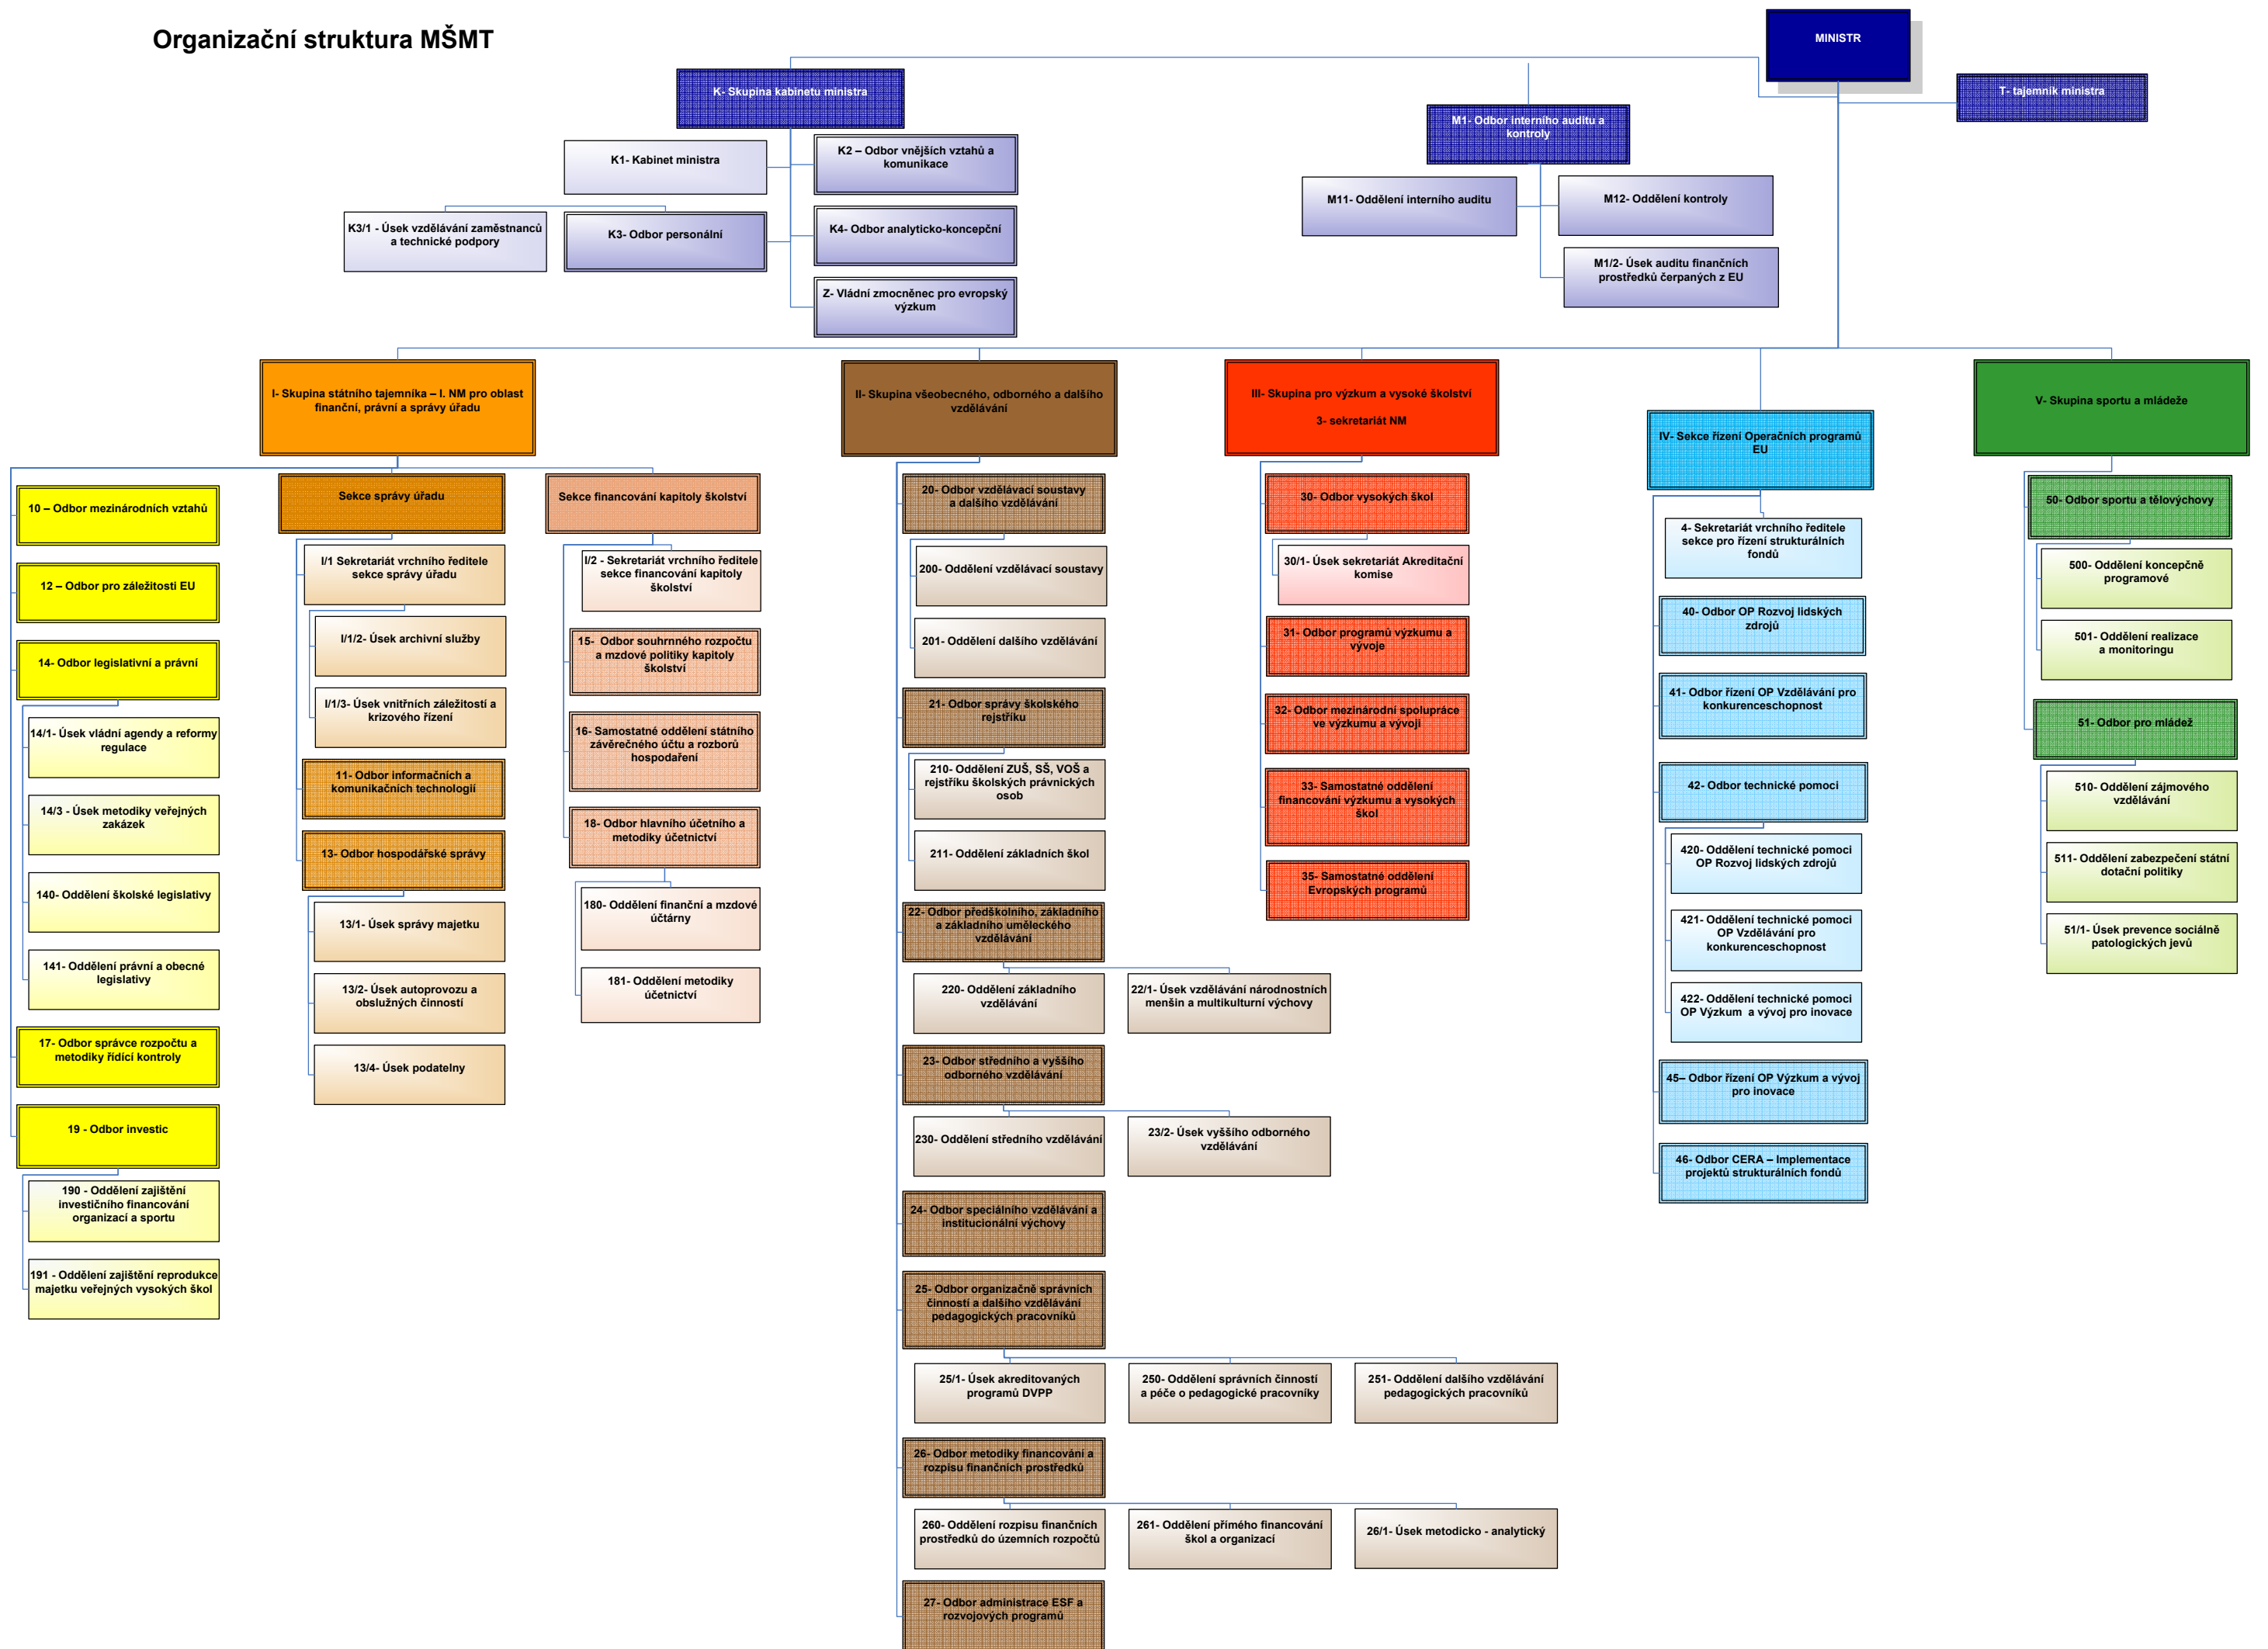 Organizační struktura MŠMT
MINISTR
T- tajemník ministra
K- Skupina kabinetu ministra
M1- Odbor interního auditu a
kontroly
K1- Kabinet ministra
K2 – Odbor vnějších vztahů a
komunikace
K3/1 - Úsek vzdělávání zaměstnanců
a technické podpory
K3- Odbor personální
K4- Odbor analyticko-koncepční
Z- Vládní zmocněnec pro evropský
výzkum
M11- Oddělení interního auditu
M12- Oddělení kontroly
M1/2- Úsek auditu finančních
prostředků čerpaných z EU
I- Skupina státního tajemníka – I. NM pro oblast
finanční, právní a správy úřadu
II- Skupina všeobecného, odborného a dalšího
vzdělávání
III- Skupina pro výzkum a vysoké školství
3- sekretariát NM
IV- Sekce řízení Operačních programů
EU
V- Skupina sportu a mládeže
10 – Odbor mezinárodních vztahů
12 – Odbor pro záležitosti EU
14- Odbor legislativní a právní
14/1- Úsek vládní agendy a reformy
regulace
14/3 - Úsek metodiky veřejných
zakázek
140- Oddělení školské legislativy
141- Oddělení právní a obecné
legislativy
17- Odbor správce rozpočtu a
metodiky řídící kontroly
19 - Odbor investic
190 - Oddělení zajištění
investičního financování
organizací a sportu
191 - Oddělení zajištění reprodukce
majetku veřejných vysokých škol
Sekce správy úřadu
I/1 Sekretariát vrchního ředitele
sekce správy úřadu
I/1/2- Úsek archivní služby
I/1/3- Úsek vnitřních záležitostí a
krizového řízení
11- Odbor informačních a
komunikačních technologií
13- Odbor hospodářské správy
13/1- Úsek správy majetku
13/2- Úsek autoprovozu a
obslužných činností
13/4- Úsek podatelny
Sekce financování kapitoly školství
I/2 - Sekretariát vrchního ředitele
sekce financování kapitoly
školství
15- Odbor souhrnného rozpočtu
a mzdové politiky kapitoly
školství
16- Samostatné oddělení státního
závěrečného účtu a rozborů
hospodaření
18- Odbor hlavního účetního a
metodiky účetnictví
180- Oddělení finanční a mzdové
účtárny
181- Oddělení metodiky
účetnictví
20- Odbor vzdělávací soustavy
a dalšího vzdělávání
200- Oddělení vzdělávací soustavy
201- Oddělení dalšího vzdělávání
21- Odbor správy školského
rejstříku
210- Oddělení ZUŠ, SŠ, VOŠ a
rejstříku školských právnických
osob
211- Oddělení základních škol
22- Odbor předškolního, základního
a základního uměleckého
vzdělávání
220- Oddělení základního
vzdělávání
22/1- Úsek vzdělávání národnostních
menšin a multikulturní výchovy
23- Odbor středního a vyššího
odborného vzdělávání
230- Oddělení středního vzdělávání
23/2- Úsek vyššího odborného
vzdělávání
24- Odbor speciálního vzdělávání a
institucionální výchovy
25- Odbor organizačně správních
činností a dalšího vzdělávání
pedagogických pracovníků
25/1- Úsek akreditovaných
programů DVPP
250- Oddělení správních činností
a péče o pedagogické pracovníky
251- Oddělení dalšího vzdělávání
pedagogických pracovníků
26- Odbor metodiky financování a
rozpisu finančních prostředků
260- Oddělení rozpisu finančních
prostředků do územních rozpočtů
261- Oddělení přímého financování
škol a organizací
26/1- Úsek metodicko - analytický
27- Odbor administrace ESF a
rozvojových programů
30- Odbor vysokých škol
30/1- Úsek sekretariát Akreditační
komise
31- Odbor programů výzkumu a
vývoje
32- Odbor mezinárodní spolupráce
ve výzkumu a vývoji
33- Samostatné oddělení
financování výzkumu a vysokých
škol
35- Samostatné oddělení
Evropských programů
4- Sekretariát vrchního ředitele
sekce pro řízení strukturálních
fondů
40- Odbor OP Rozvoj lidských
zdrojů
41- Odbor řízení OP Vzdělávání pro
konkurenceschopnost
42- Odbor technické pomoci
420- Oddělení technické pomoci
OP Rozvoj lidských zdrojů
421- Oddělení technické pomoci
OP Vzdělávání pro
konkurenceschopnost
422- Oddělení technické pomoci
OP Výzkum a vývoj pro inovace
45– Odbor řízení OP Výzkum a vývoj
pro inovace
46- Odbor CERA – Implementace
projektů strukturálních fondů
50- Odbor sportu a tělovýchovy
500- Oddělení koncepčně
programové
501- Oddělení realizace
a monitoringu
51- Odbor pro mládež
510- Oddělení zájmového
vzdělávání
511- Oddělení zabezpečení státní
dotační politiky
51/1- Úsek prevence sociálně
patologických jevů